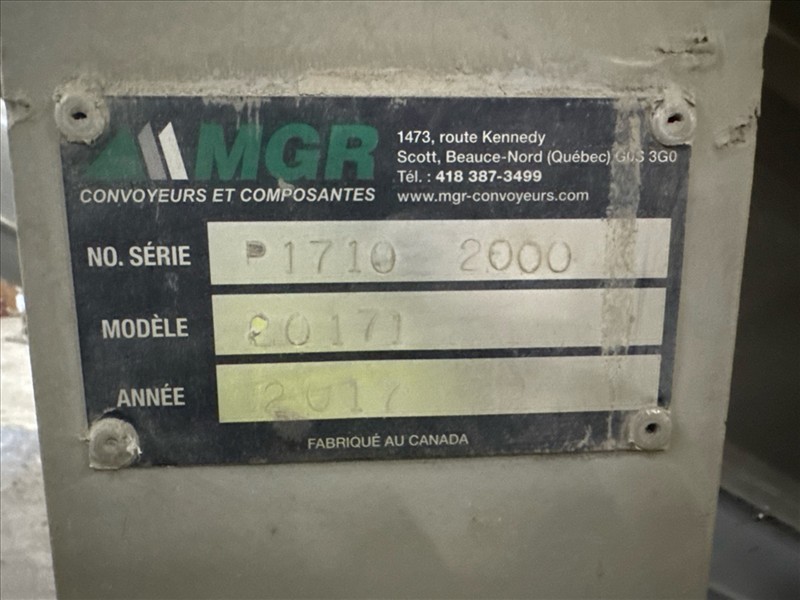 MGR
CONVOYEURS ET COMPOSANTES
1473, route Kennedy
Scott, Beauce-Nord (Québec) G0S 3G0
Tél. : 418 387-3499
www.mgr-convoyeurs.com
NO. SÉRIE P1710 2000
MODÈLE 20171
ANNÉE 2017
FABRIQUÉ AU CANADA